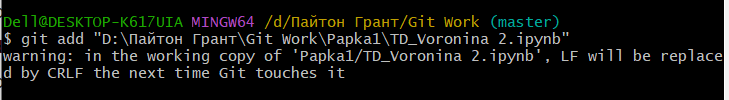 Dell@DESKTOP-K617UIA MINGW64 /d/Пайтон Грант/Git Work (master)
$ git add "D:\Пайтон Грант\Git Work\Papka1\TD_Voronina 2.ipynb"
warning: in the working copy of 'Papka1/TD_Voronina 2.ipynb', LF will be replace
d by CRLF the next time Git touches it